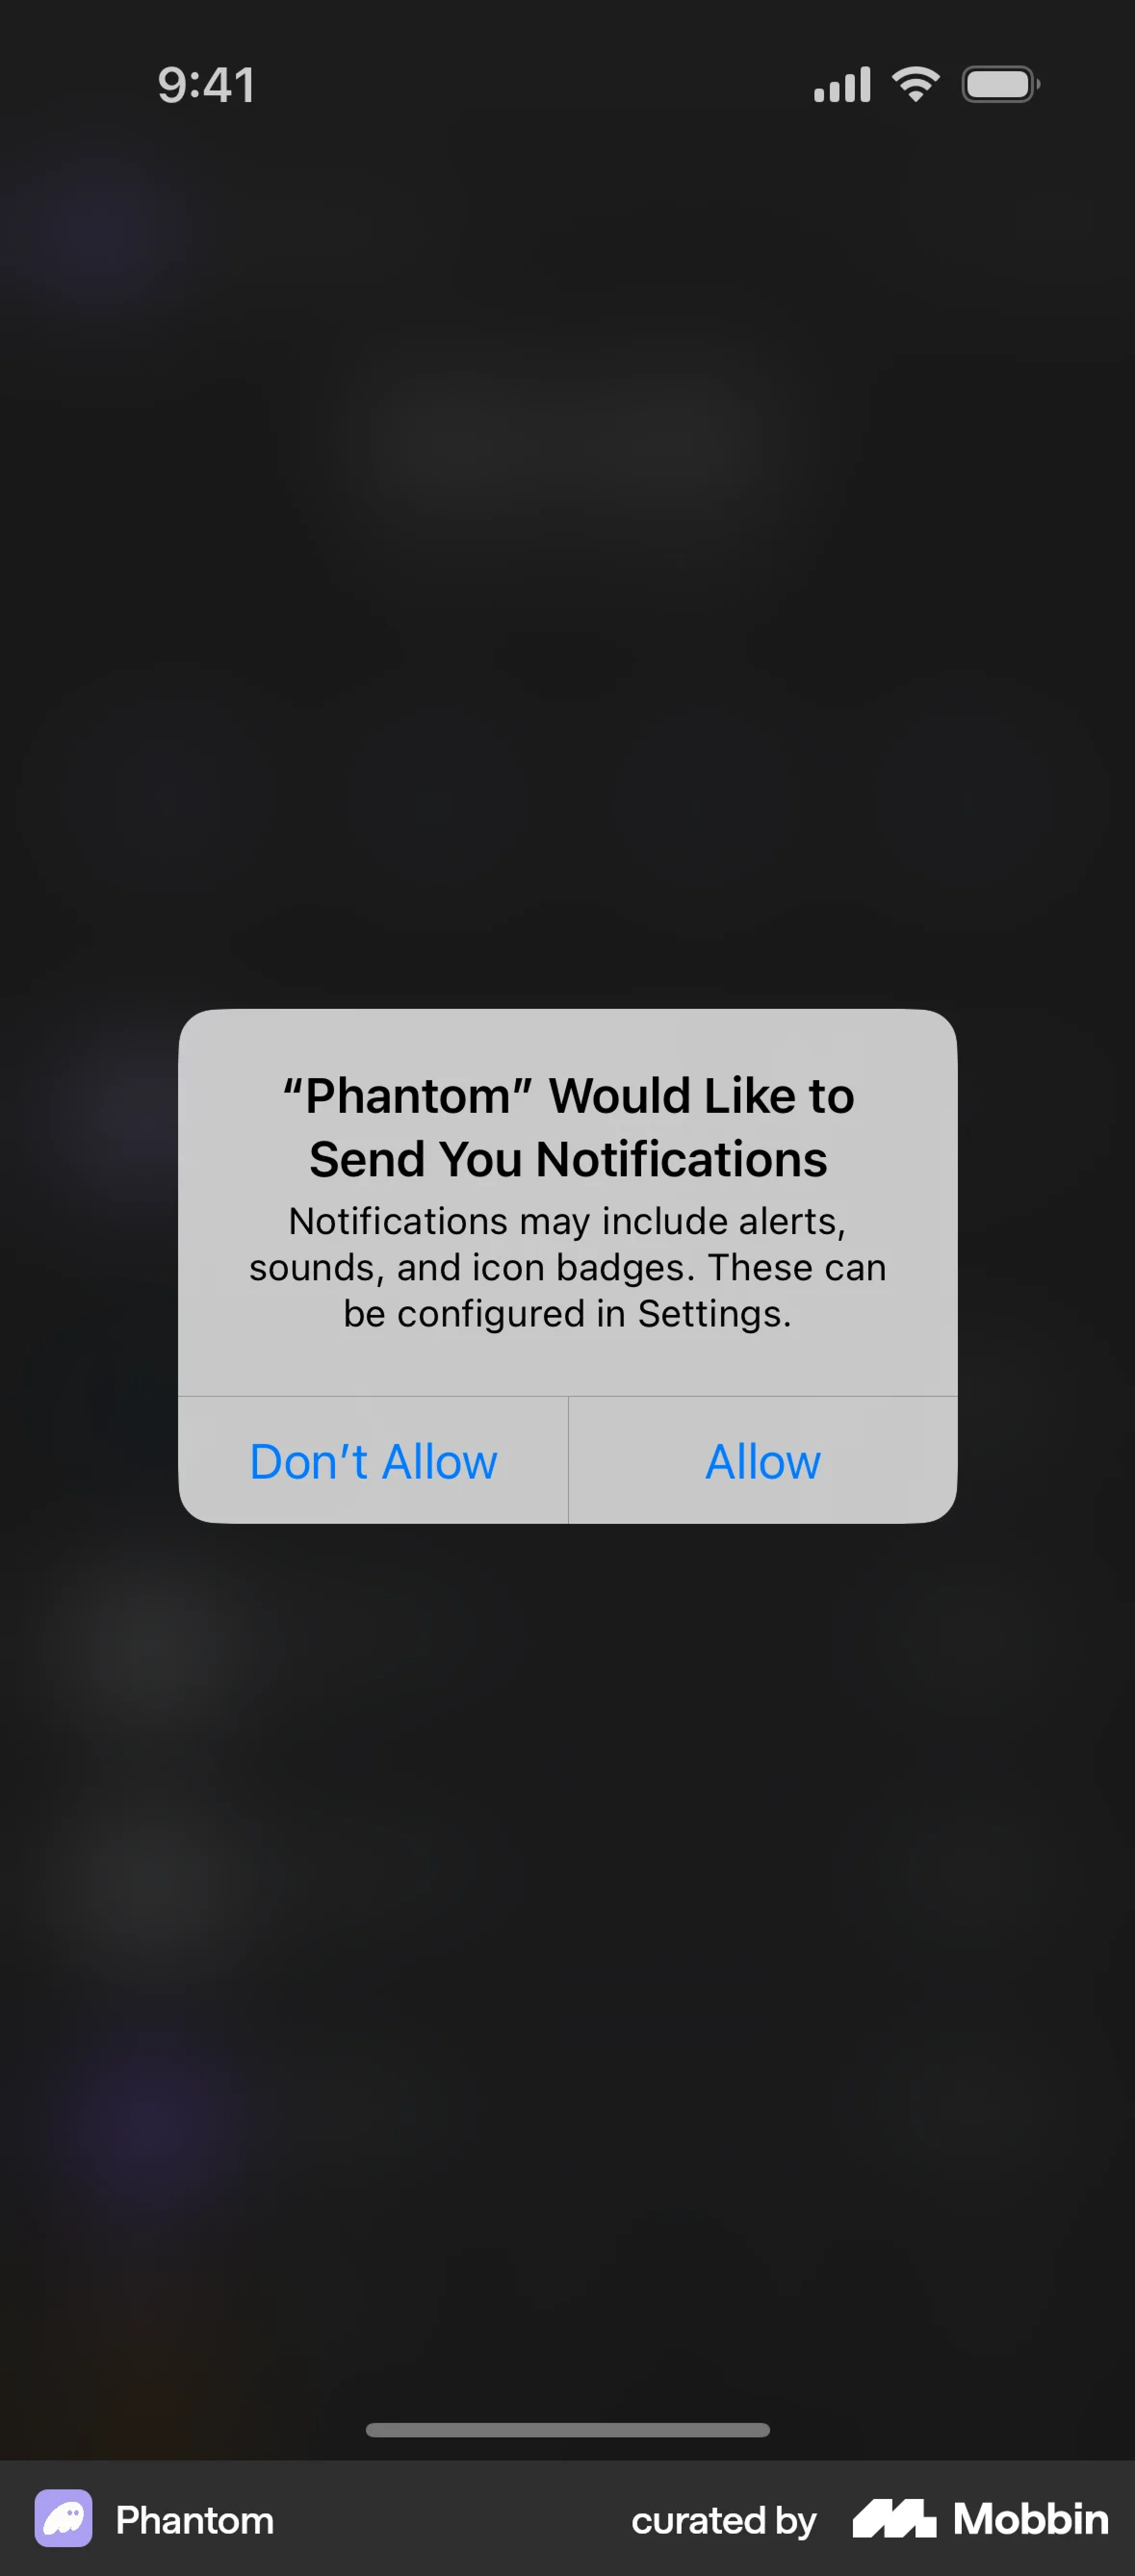 9:41
“Phantom” Would Like to
Send You Notifications
Notifications may include alerts,
sounds, and icon badges. These can
be configured in Settings.
Don’t Allow
Allow
Phantom
curated by Mobbin